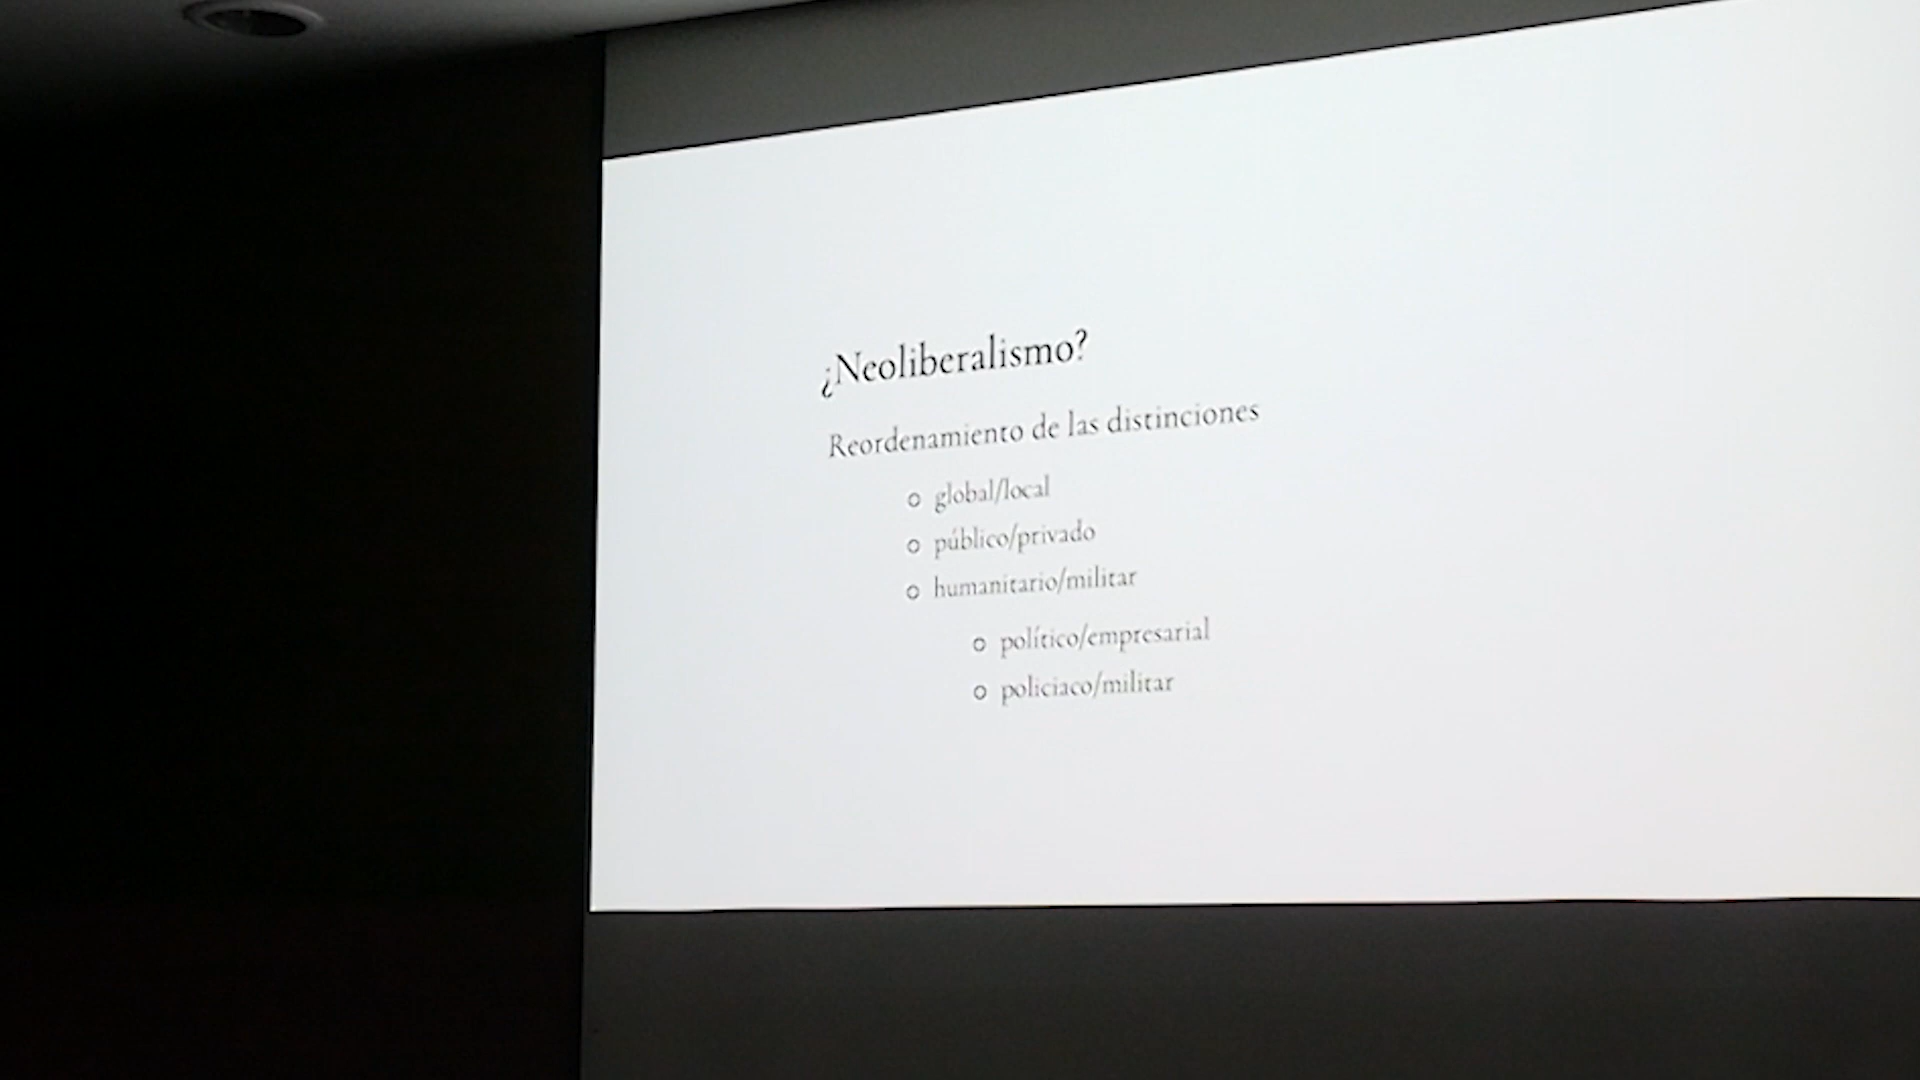 ¿Neoliberalismo?
Reordenamiento de las distinciones
global/local
público/privado
humanitario/militar
político/empresarial
policiaco/militar